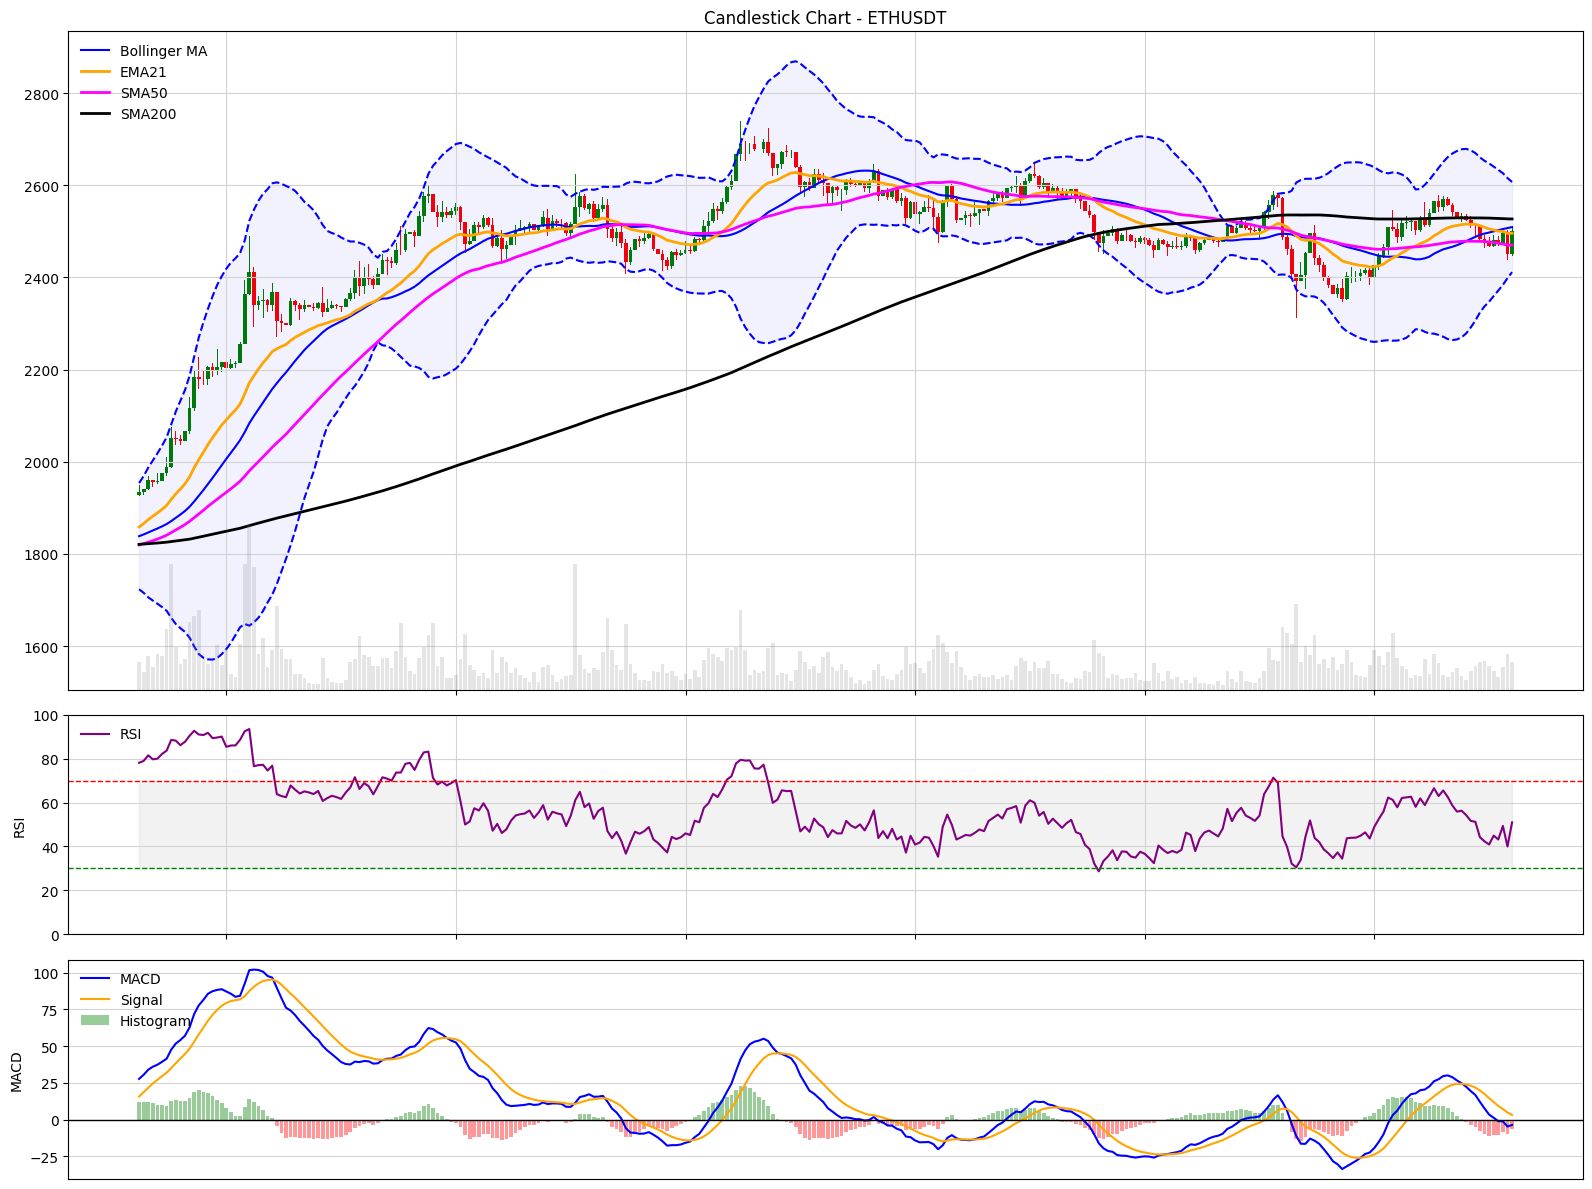 Candlestick Chart - ETHUSDT
Bollinger MA
EMA21
SMA50
SMA200
2800
2600
2400
2200
2000
1800
1600
RSI
100
80
60
40
20
0
RSI
MACD
Signal
Histogram
100
75
50
25
0
−25
MACD